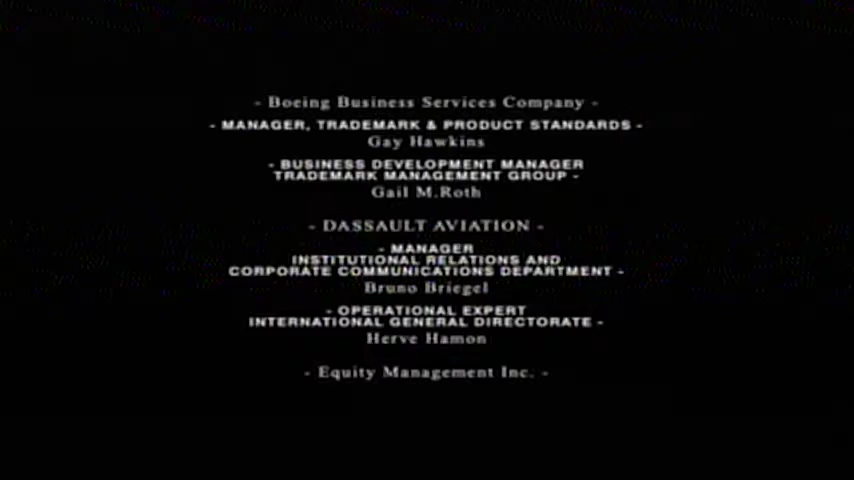 - Boeing Business Services Company -
- MANAGER, TRADEMARK & PRODUCT STANDARDS -
Gay Hawkins
- BUSINESS DEVELOPMENT MANAGER
TRADEMARK MANAGEMENT GROUP -
Gail M.Roth
- DASSAULT AVIATION -
- MANAGER
INSTITUTIONAL RELATIONS AND
CORPORATE COMMUNICATIONS DEPARTMENT -
Bruno Briegel
- OPERATIONAL EXPERT
INTERNATIONAL GENERAL DIRECTORATE -
Herve Hamon
- Equity Management Inc. -